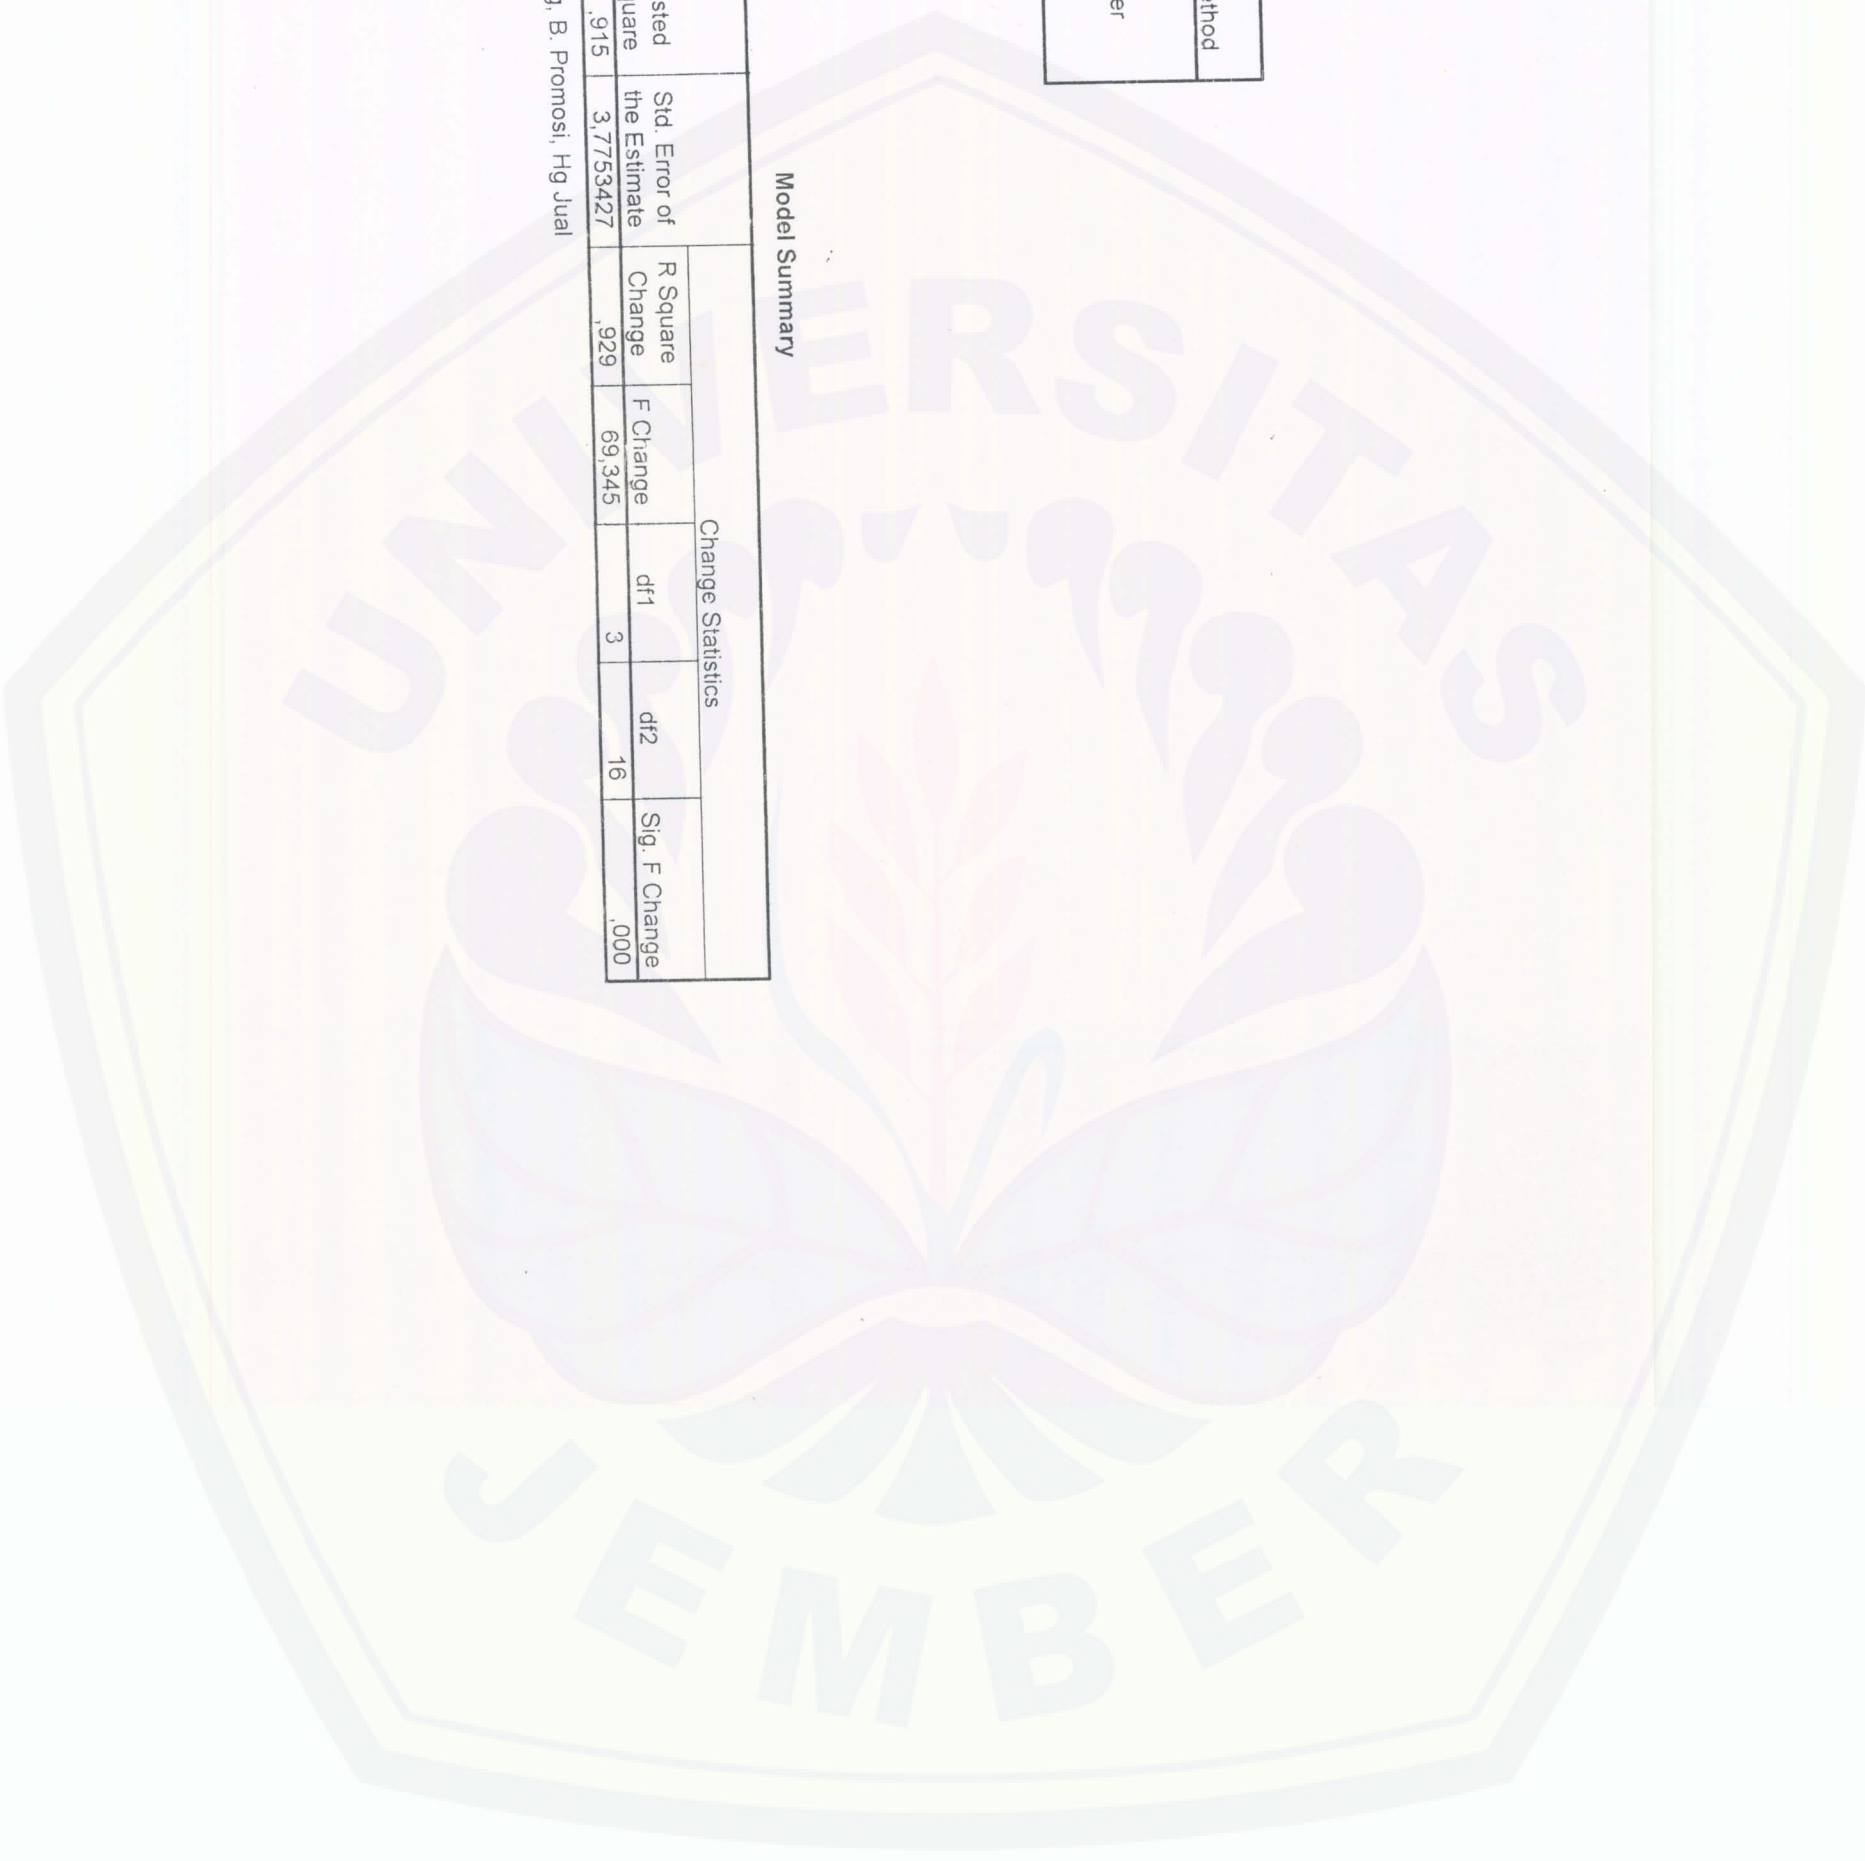 ethod
er
Model Summary
Change Statistics
sted Std. Error of R Square
uare the Estimate Change F Change df1 df2 Sig. F Change
,915 3,7753427 ,929 69,345 3 16 ,000
g, B. Promosi, Hg Jual
UNIVERSITAS
JEMBER